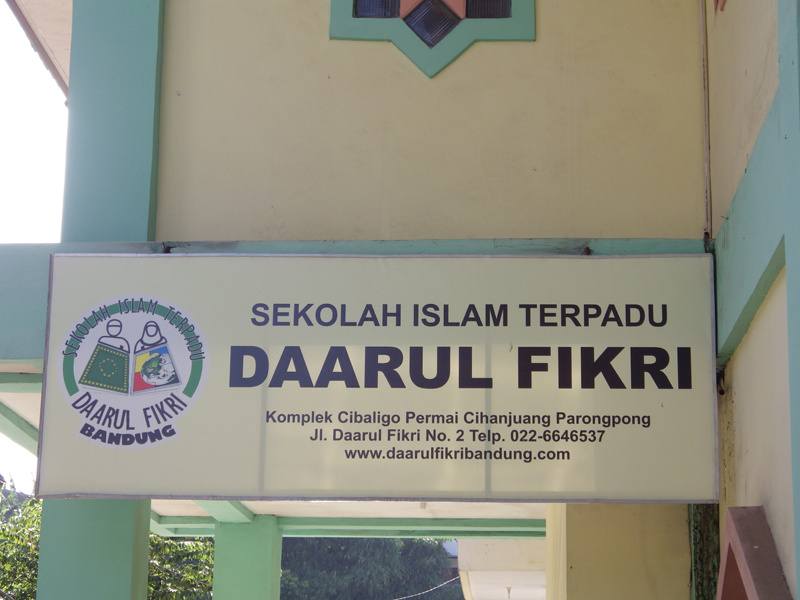 SEKOLAH ISLAM TERPADU
DAARUL FIKRI
BANDUNG
SEKOLAH ISLAM TERPADU
DAARUL FIKRI
Komplek Cibaligo Permai Cihanjuang Parongpong
Jl. Daarul Fikri No. 2 Telp. 022-6646537
www.daarulfikribandung.com